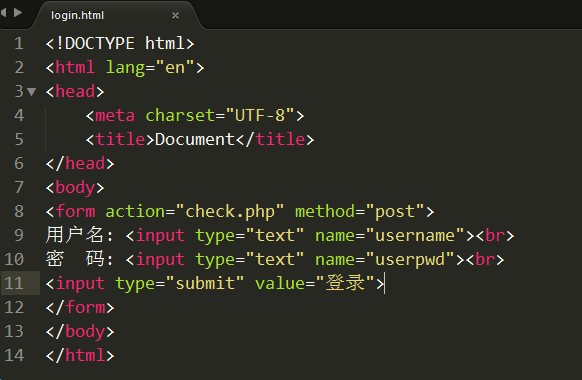 login.html ×
1 <!DOCTYPE html>
2 <html lang="en">
3 <head>
4     <meta charset="UTF-8">
5     <title>Document</title>
6 </head>
7 <body>
8 <form action="check.php" method="post">
9 用户名: <input type="text" name="username"><br>
10 密  码: <input type="text" name="userpwd"><br>
11 <input type="submit" value="登录">
12 </form>
13 </body>
14 </html>